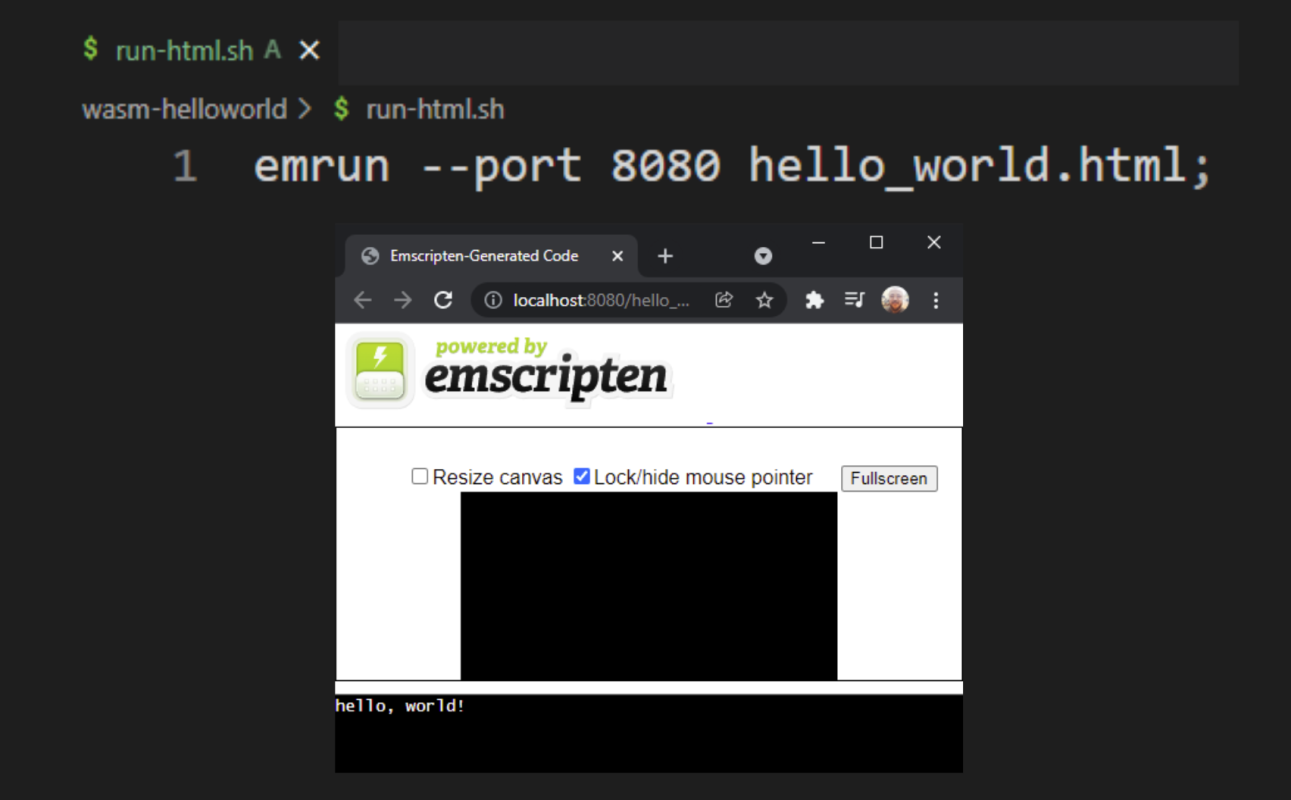 $ run-html.sh A ×
wasm-helloworld > $ run-html.sh
1 emrun --port 8080 hello_world.html;
Emscripten-Generated Code
localhost:8080/hello_...
powered by
emscripten
Resize canvas Lock/hide mouse pointer Fullscreen
hello, world!